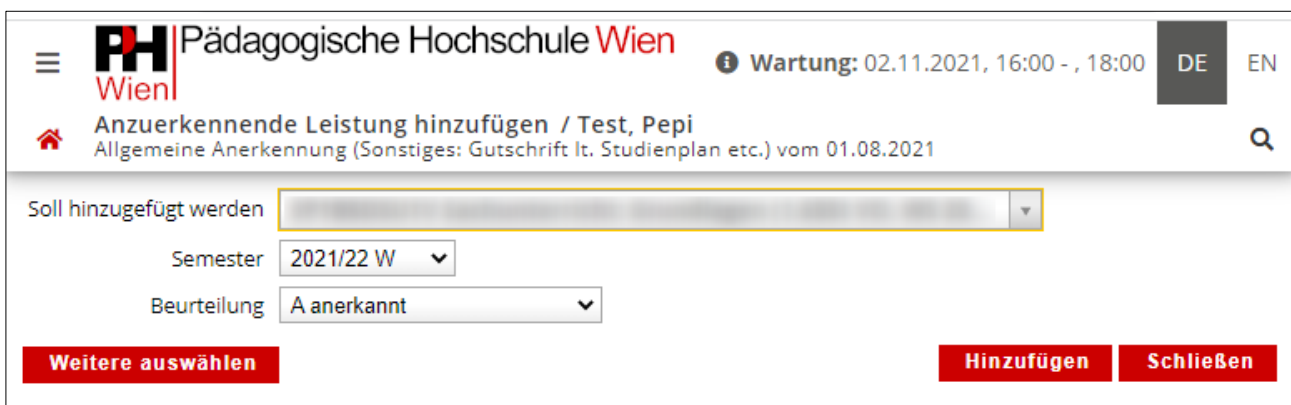 PH Wien
Pädagogische Hochschule Wien
Wartung: 02.11.2021, 16:00 - , 18:00
DE
EN
Anzuerkennende Leistung hinzufügen / Test, Pepi
Allgemeine Anerkennung (Sonstiges: Gutschrift lt. Studienplan etc.) vom 01.08.2021
Soll hinzugefügt werden
Semester 2021/22 W
Beurteilung A anerkannt
Weitere auswählen
Hinzufügen
Schließen